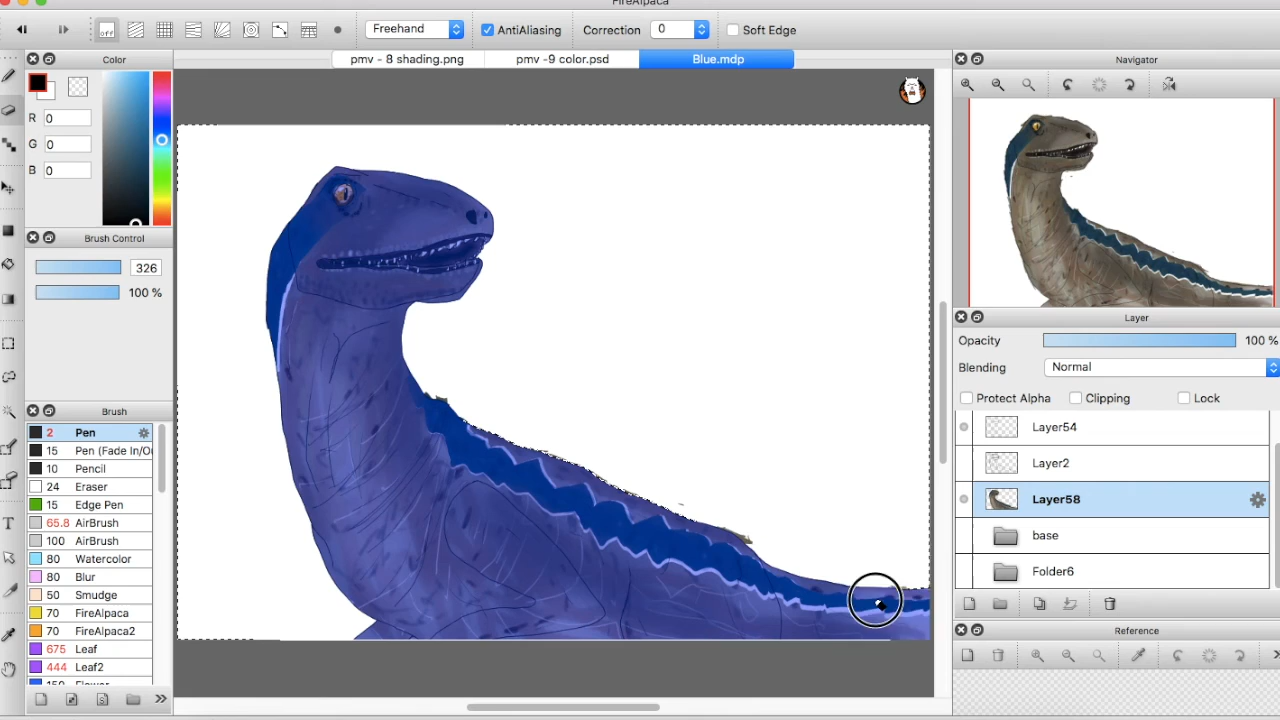 FireAlpaca
off
Freehand
AntiAliasing
Correction
0
Soft Edge
Color
pmv - 8 shading.png
pmv -9 color.psd
Blue.mdp
Navigator
R
0
G
0
B
0
Brush Control
326
100 %
Layer
Opacity
100 %
Blending
Normal
Protect Alpha
Clipping
Lock
Brush
2 Pen
15 Pen (Fade In/O
10 Pencil
24 Eraser
15 Edge Pen
65.8 AirBrush
100 AirBrush
80 Watercolor
80 Blur
50 Smudge
70 FireAlpaca
70 FireAlpaca2
675 Leaf
444 Leaf2
Layer54
Layer2
Layer58
base
Folder6
Reference
T